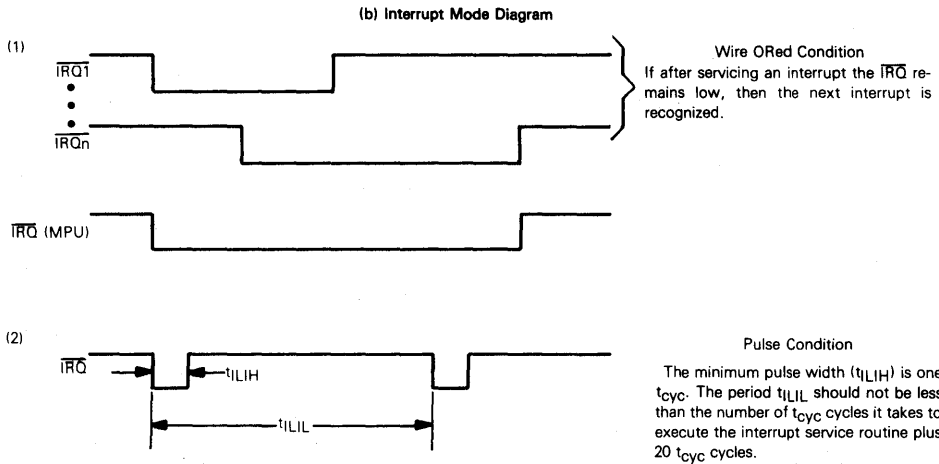 (b) Interrupt Mode Diagram
(1)
IRQ1
IRQn
Wire ORed Condition
If after servicing an interrupt the IRQ re-
mains low, then the next interrupt is
recognized.
IRQ (MPU)
(2)
IRQ
tILIH
tILIL
Pulse Condition
The minimum pulse width (tILIH) is one
tcyc. The period tILIL should not be less
than the number of tcyc cycles it takes to
execute the interrupt service routine plus
20 tcyc cycles.